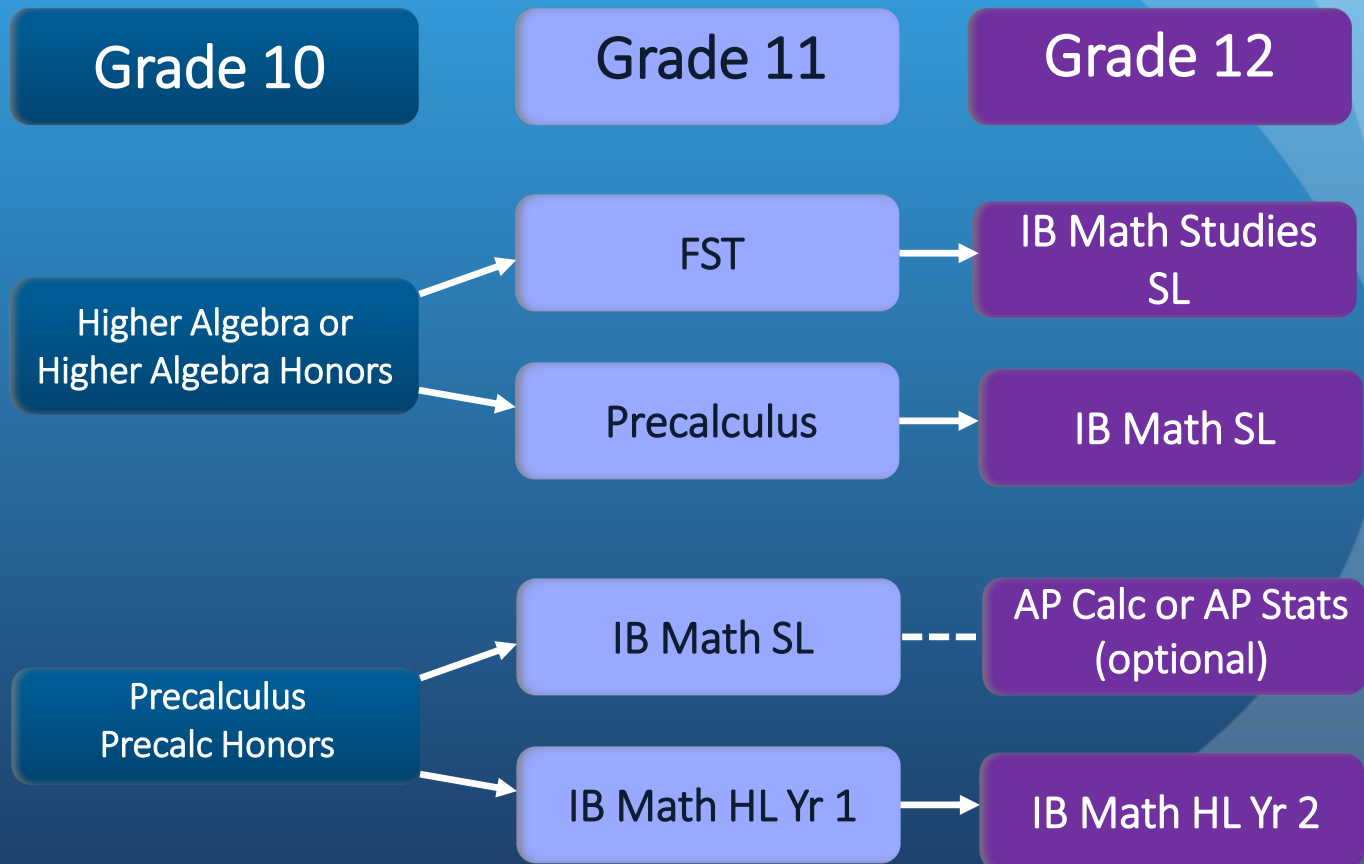 Grade 10
Grade 11
Grade 12
FST
IB Math Studies
SL
Higher Algebra or
Higher Algebra Honors
Precalculus
IB Math SL
IB Math SL
AP Calc or AP Stats
(optional)
Precalculus
Precalc Honors
IB Math HL Yr 1
IB Math HL Yr 2